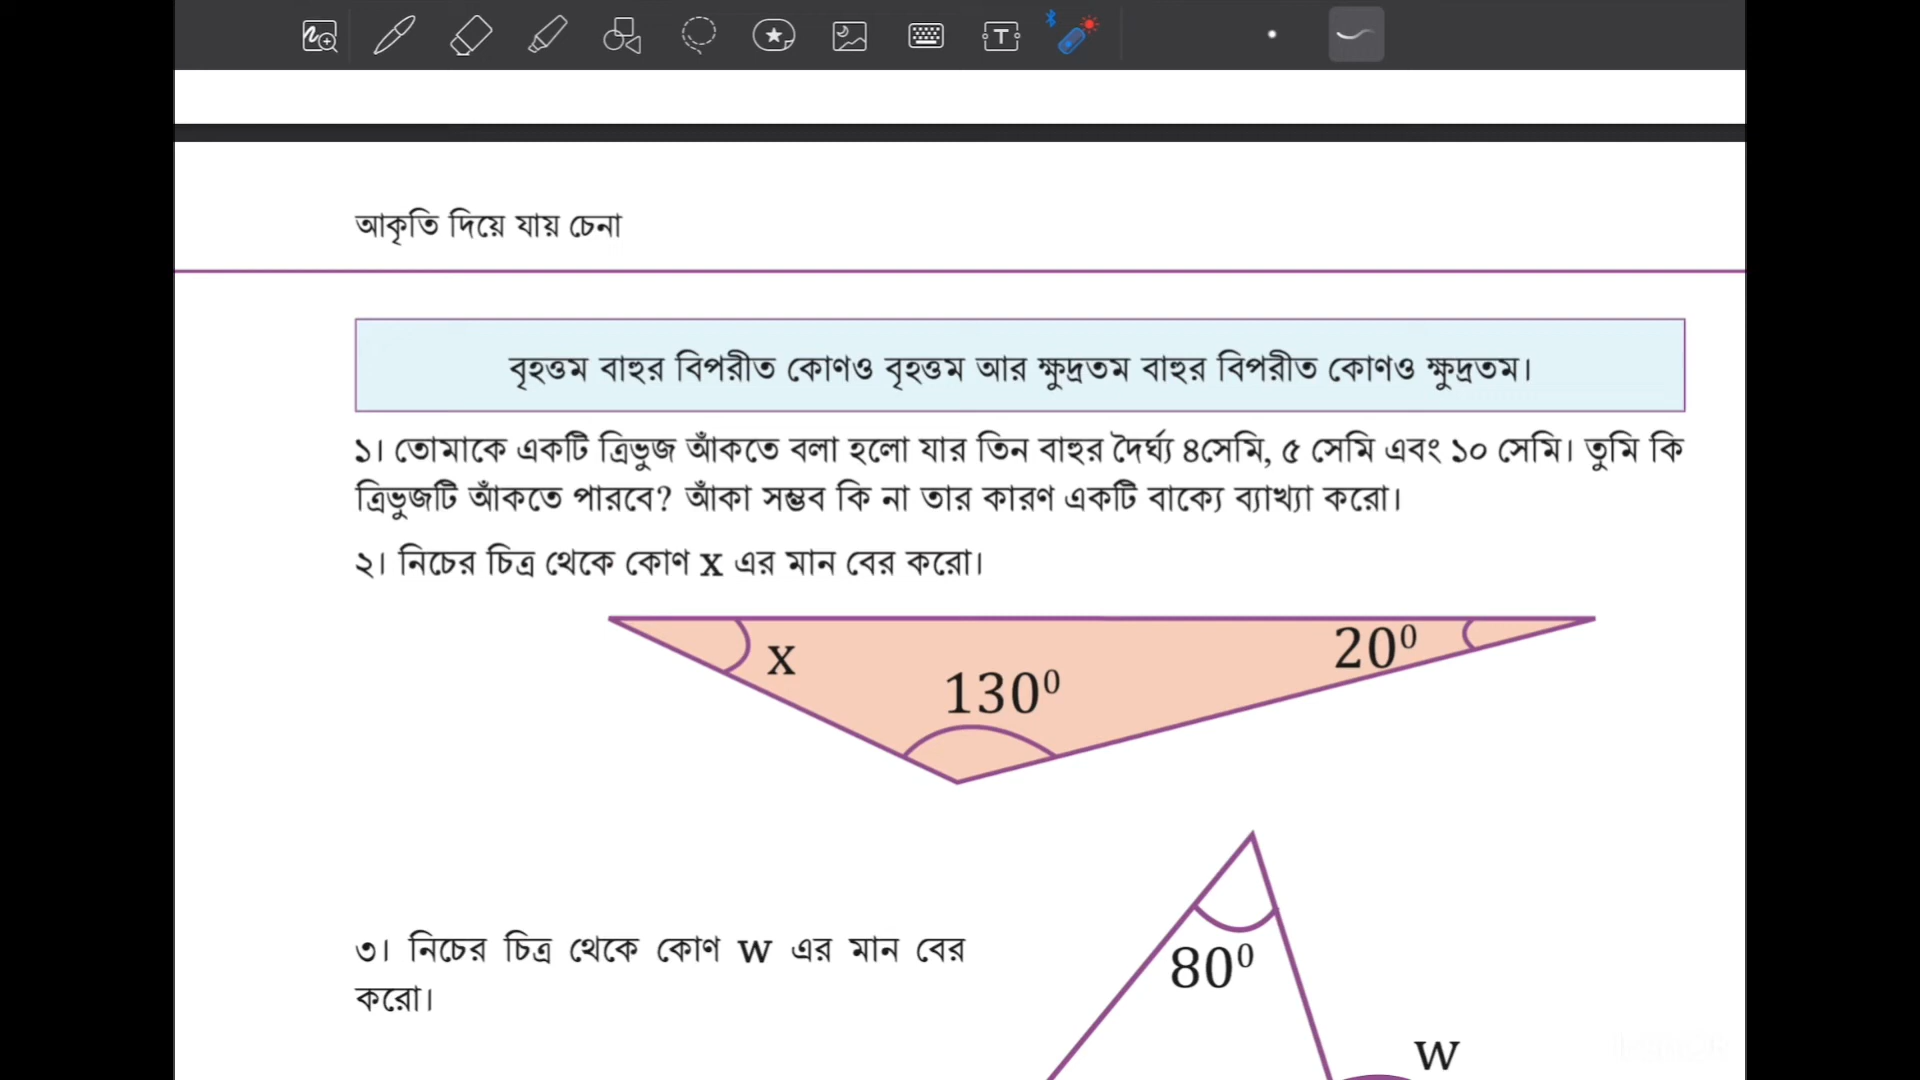 আকৃতি দিয়ে যায় চেনা
বৃহত্তম বাহুর বিপরীত কোণও বৃহত্তম আর ক্ষুদ্রতম বাহুর বিপরীত কোণও ক্ষুদ্রতম।
১। তোমাকে একটি ত্রিভুজ আঁকতে বলা হলো যার তিন বাহুর দৈর্ঘ্য ৪সেমি, ৫ সেমি এবং ১০ সেমি। তুমি কি
ত্রিভুজটি আঁকতে পারবে? আঁকা সম্ভব কি না তার কারণ একটি বাক্যে ব্যাখ্যা করো।
২। নিচের চিত্র থেকে কোণ x এর মান বের করো।
x
130⁰
20⁰
৩। নিচের চিত্র থেকে কোণ w এর মান বের
করো।
80⁰
w